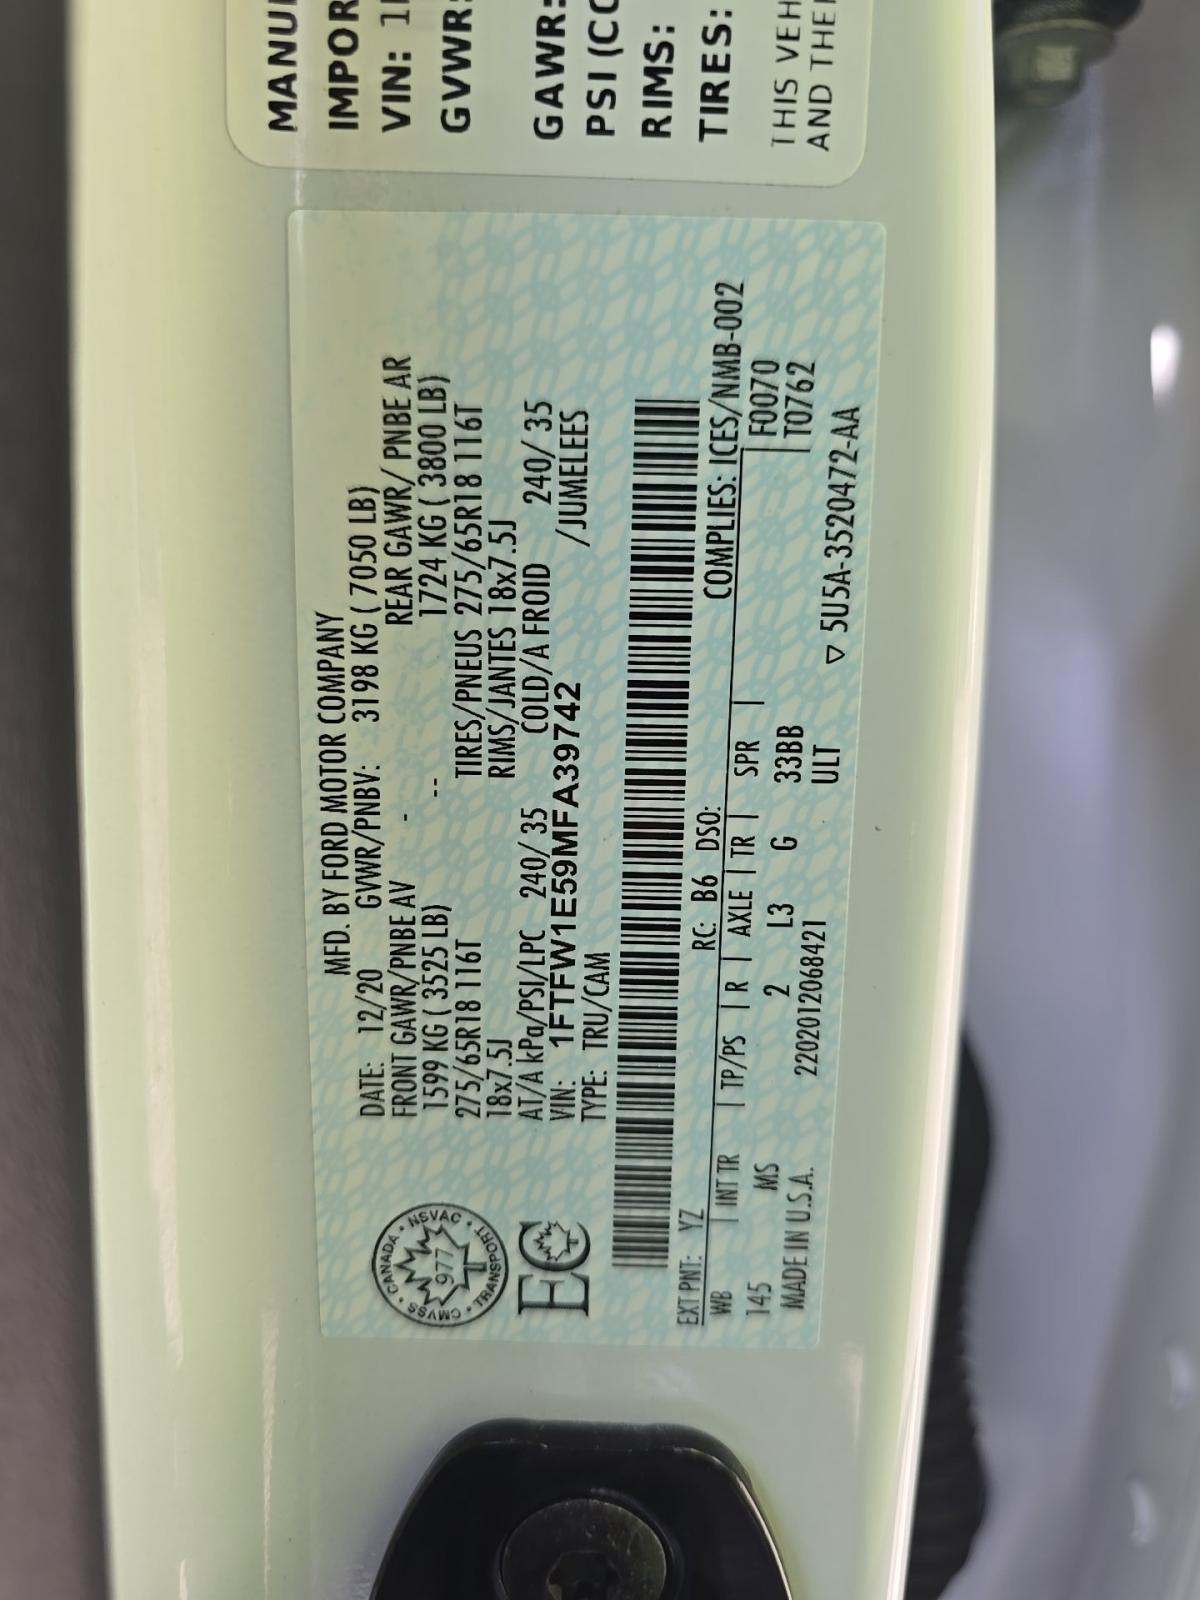 MFD. BY FORD MOTOR COMPANY
DATE: 12/20 GVWR/PNBV: 3198 KG ( 7050 LB)
FRONT GAWR/PNBE AV - REAR GAWR/ PNBE AR
1599 KG ( 3525 LB) -- 1724 KG ( 3800 LB)
275/65R18 116T TIRES/PNEUS 275/65R18 116T
18x7.5J RIMS/JANTES 18x7.5J
AT/A kPa/PSI/LPC 240/ 35 COLD/A FROID 240/ 35
VIN: 1FTFW1E59MFA39742 /JUMELEES
TYPE: TRU/CAM
CANADA • NSVAC • TRANSPORT • CMVSS •
977
EC
EXT PNT: YZ RC: B6 DSO: COMPLIES: ICES/NMB-002
WB | INT TR | TP/PS | R | AXLE | TR | SPR | F0070
145 MS 2 L3 G 33BB T0762
MADE IN U.S.A. 2202012068421 ULT
▽ 5U5A-3520472-AA
MANU
IMPOR
VIN: 1
GVWR:
GAWR:
PSI (CO
RIMS:
TIRES:
THIS VEH
AND THE